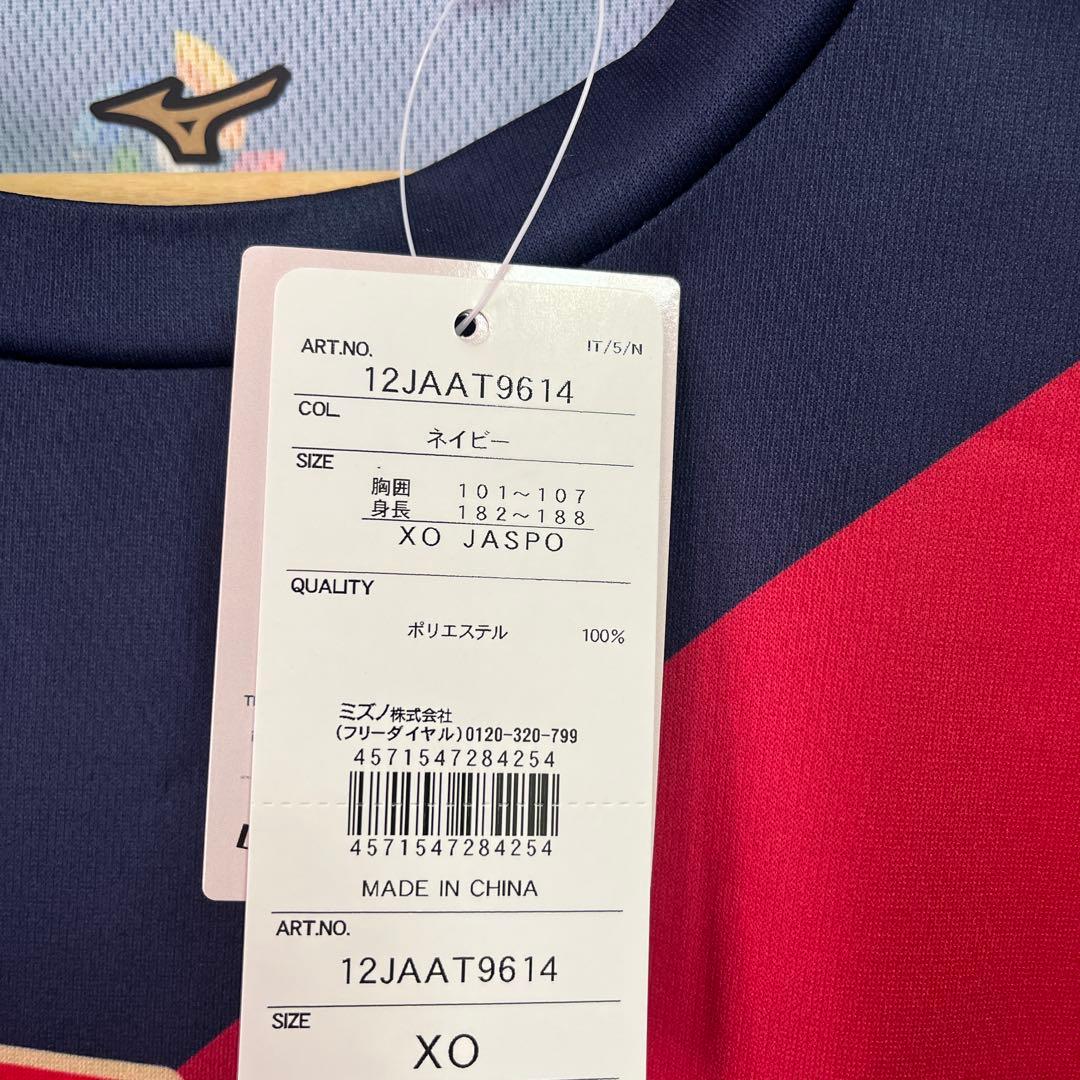 ART.NO. IT/5/N
12JAAT9614
COL
ネイビー
SIZE
胸囲 101~107
身長 182~188
XO JASPO
QUALITY
ポリエステル 100%
ミズノ株式会社
(フリーダイヤル)0120-320-799
4571547284254
4571547284254
MADE IN CHINA
ART.NO.
12JAAT9614
SIZE
XO